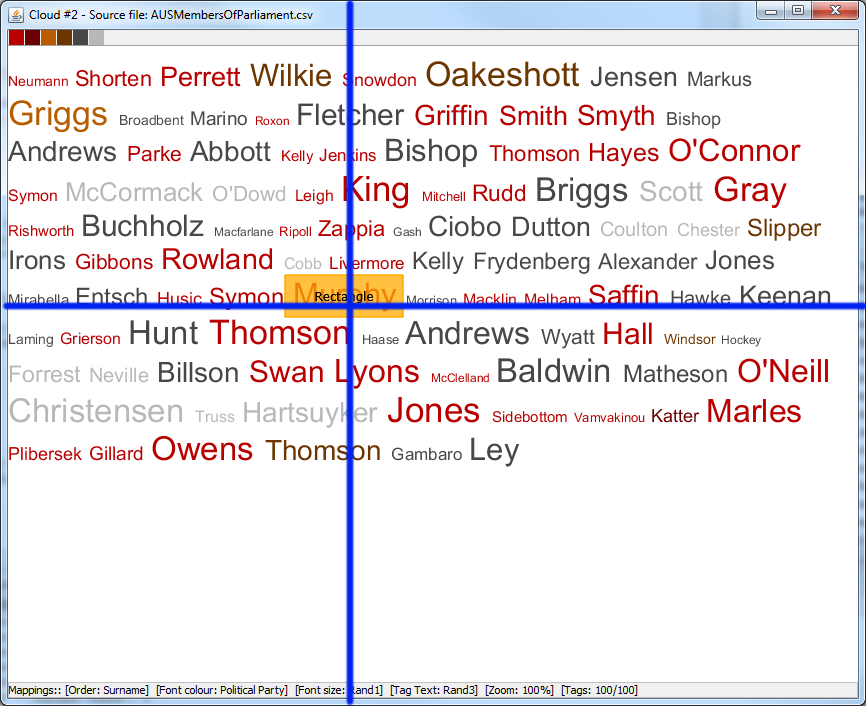 Cloud #2 - Source file: AUSMembersOfParliament.csv
Neumann Shorten Perrett Wilkie Snowdon Oakeshott Jensen Markus
Griggs Broadbent Marino Roxon Fletcher Griffin Smith Smyth Bishop
Andrews Parke Abbott Kelly Jenkins Bishop Thomson Hayes O'Connor
Symon McCormack O'Dowd Leigh King Mitchell Rudd Briggs Scott Gray
Rishworth Buchholz Macfarlane Ripoll Zappia Gash Ciobo Dutton Coulton Chester Slipper
Irons Gibbons Rowland Cobb Livermore Kelly Frydenberg Alexander Jones
Mirabella Entsch Husic Symon Murphy Rectangle Morrison Macklin Melham Saffin Hawke Keenan
Laming Grierson Hunt Thomson Haase Andrews Wyatt Hall Windsor Hockey
Forrest Neville Billson Swan Lyons McClelland Baldwin Matheson O'Neill
Christensen Truss Hartsuyker Jones Sidebottom Vamvakinou Katter Marles
Plibersek Gillard Owens Thomson Gambaro Ley
Mappings:: [Order: Surname] [Font colour: Political Party] [Font size: Rand1] [Tag Text: Rand3] [Zoom: 100%] [Tags: 100/100]